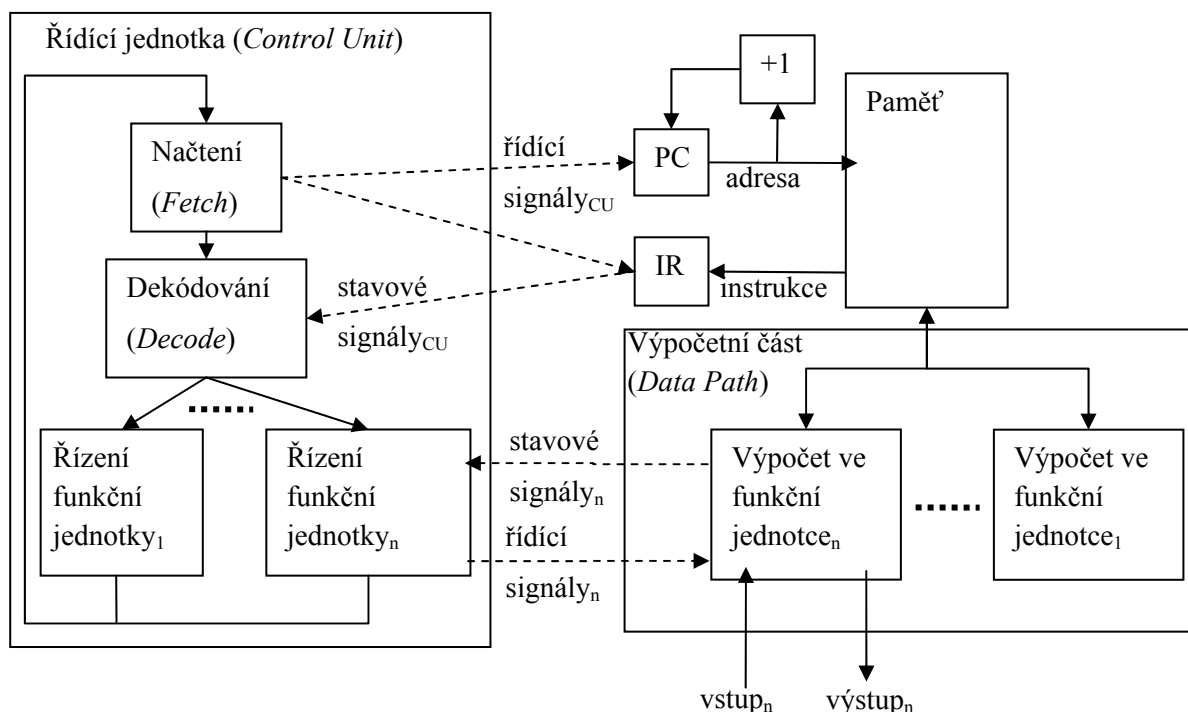 Řídící jednotka (Control Unit)
Načtení
(Fetch)
Dekódování
(Decode)
Řízení
funkční
jednotky1
Řízení
funkční
jednotkyn
řídící
signályCU
stavové
signályCU
stavové
signályn
řídící
signályn
+1
PC
adresa
IR
instrukce
Paměť
Výpočetní část
(Data Path)
Výpočet ve
funkční
jednotcen
Výpočet ve
funkční
jednotce1
vstupn
výstupn